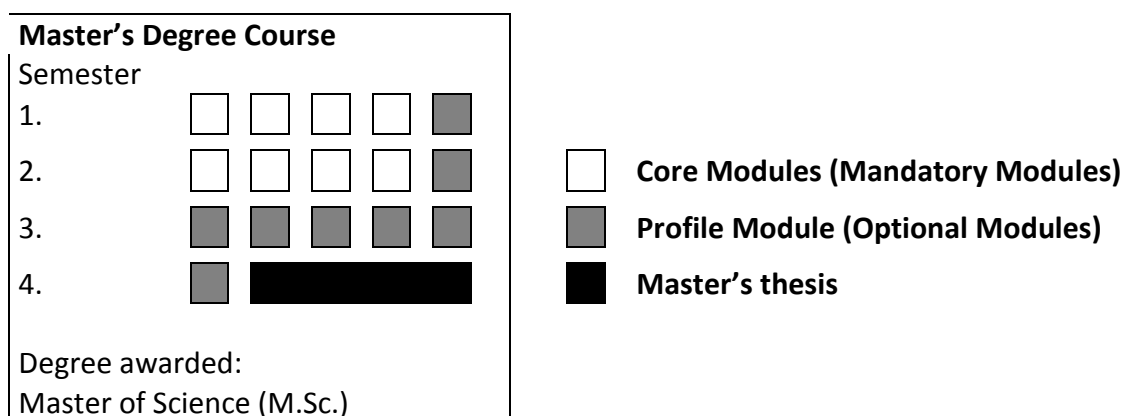 Master’s Degree Course
Semester
1.
2.
3.
4.
Degree awarded:
Master of Science (M.Sc.)
Core Modules (Mandatory Modules)
Profile Module (Optional Modules)
Master’s thesis